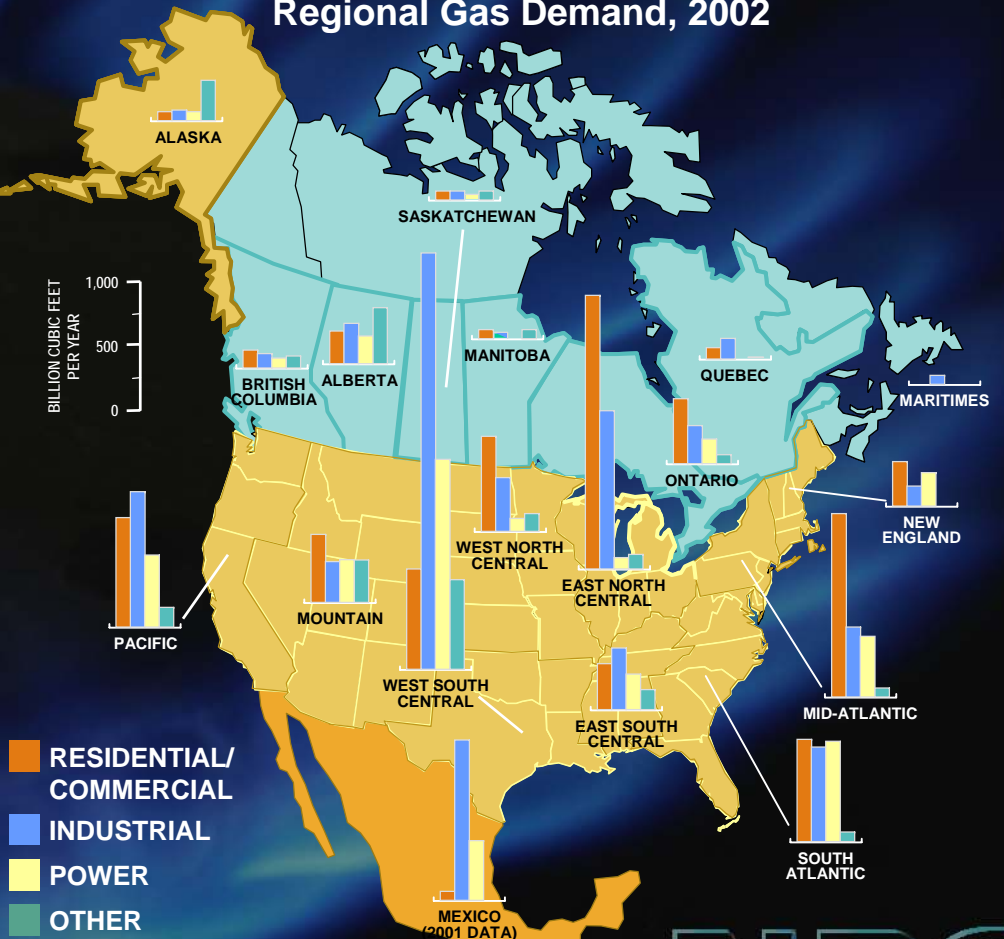 Regional Gas Demand, 2002
ALASKA
SASKATCHEWAN
BILLION CUBIC FEET
PER YEAR
1,000
500
0
BRITISH
COLUMBIA
ALBERTA
MANITOBA
QUEBEC
MARITIMES
ONTARIO
NEW
ENGLAND
WEST NORTH
CENTRAL
EAST NORTH
CENTRAL
PACIFIC
MOUNTAIN
WEST SOUTH
CENTRAL
EAST SOUTH
CENTRAL
MID-ATLANTIC
SOUTH
ATLANTIC
MEXICO
(2001 DATA)
RESIDENTIAL/
COMMERCIAL
INDUSTRIAL
POWER
OTHER